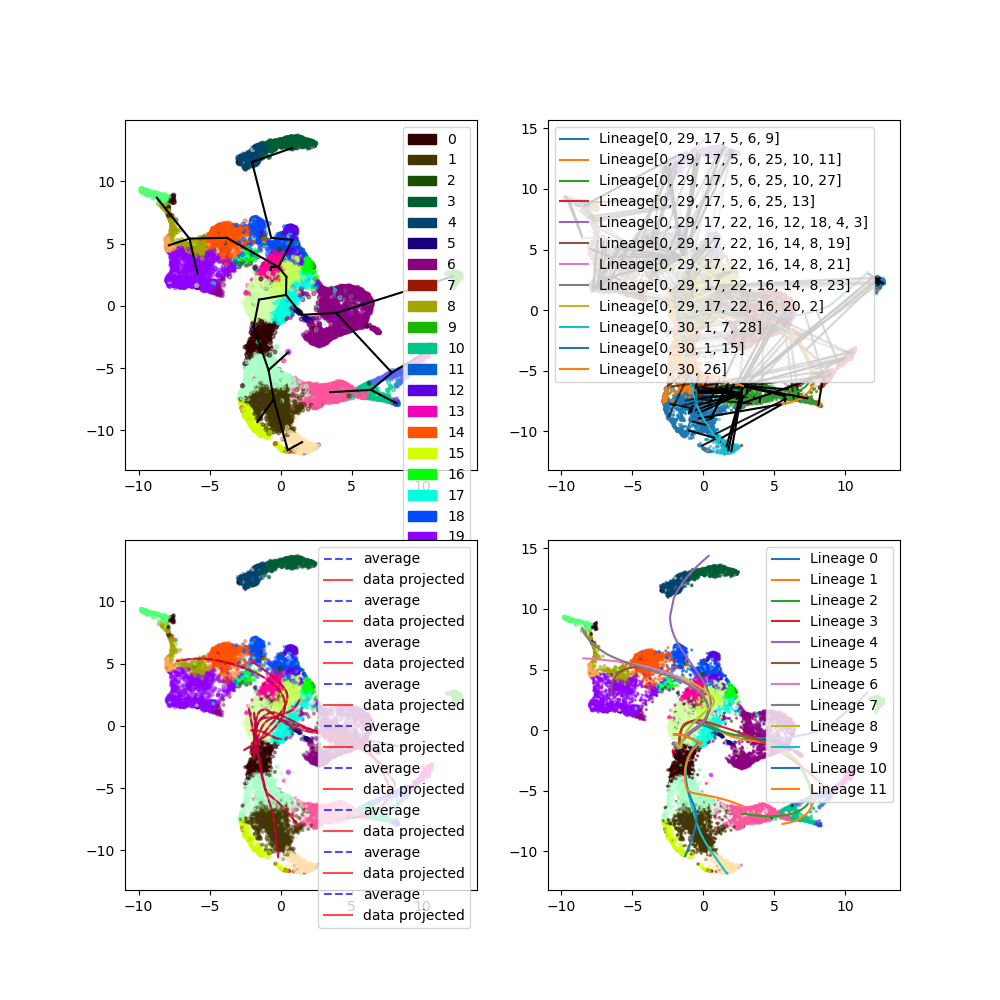 10
5
0
−5
−10
−10
−5
0
5
10
0
1
2
3
4
5
6
7
8
9
10
11
12
13
14
15
16
17
18
19
15
10
5
0
−5
−10
−10
−5
0
5
10
Lineage[0, 29, 17, 5, 6, 9]
Lineage[0, 29, 17, 5, 6, 25, 10, 11]
Lineage[0, 29, 17, 5, 6, 25, 10, 27]
Lineage[0, 29, 17, 5, 6, 25, 13]
Lineage[0, 29, 17, 22, 16, 12, 18, 4, 3]
Lineage[0, 29, 17, 22, 16, 14, 8, 19]
Lineage[0, 29, 17, 22, 16, 14, 8, 21]
Lineage[0, 29, 17, 22, 16, 14, 8, 23]
Lineage[0, 29, 17, 22, 16, 20, 2]
Lineage[0, 30, 1, 7, 28]
Lineage[0, 30, 1, 15]
Lineage[0, 30, 26]
10
5
0
−5
−10
−10
−5
0
5
10
average
data projected
average
data projected
average
data projected
average
data projected
average
data projected
average
data projected
average
data projected
average
data projected
average
data projected
15
10
5
0
−5
−10
−10
−5
0
5
10
Lineage 0
Lineage 1
Lineage 2
Lineage 3
Lineage 4
Lineage 5
Lineage 6
Lineage 7
Lineage 8
Lineage 9
Lineage 10
Lineage 11